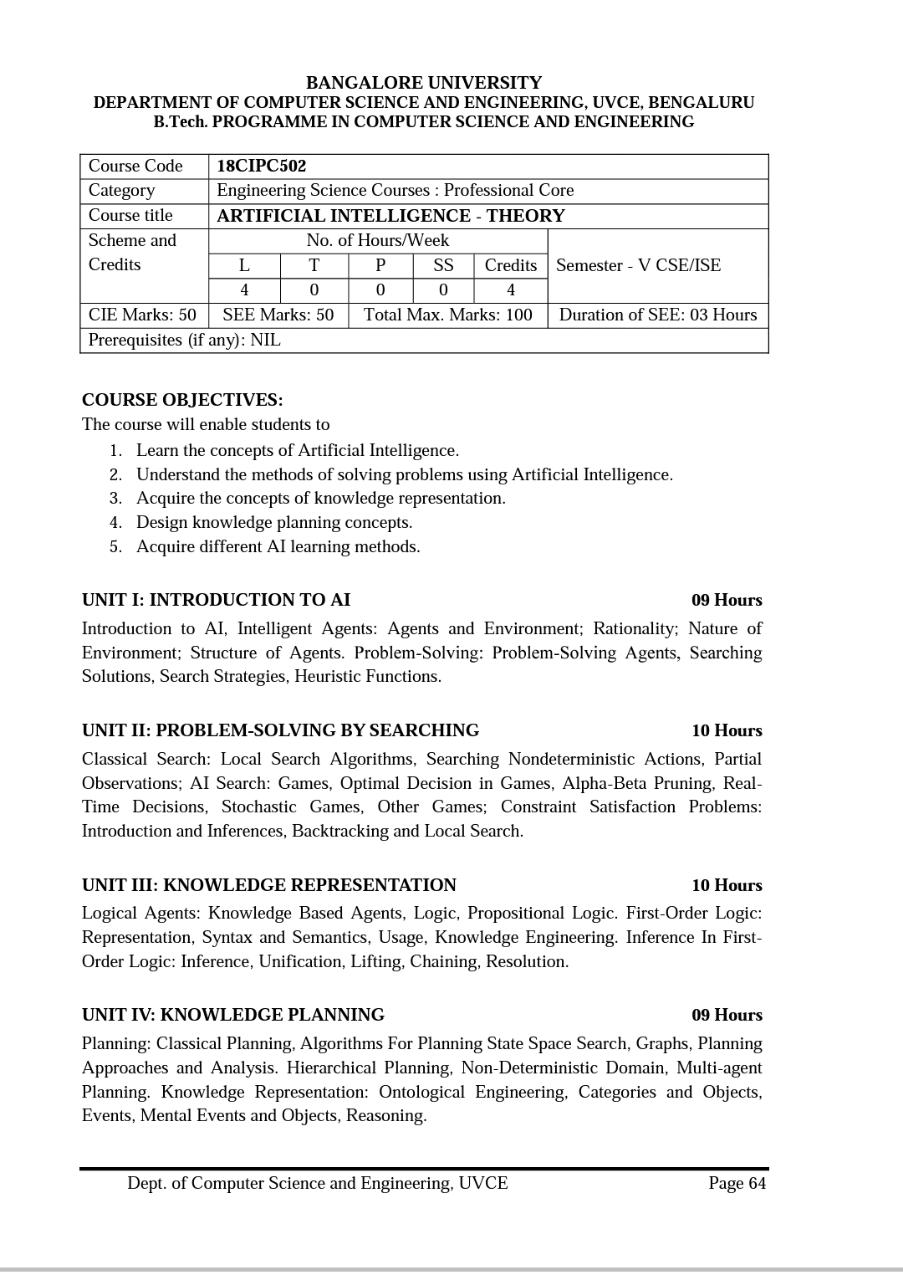 BANGALORE UNIVERSITY
DEPARTMENT OF COMPUTER SCIENCE AND ENGINEERING, UVCE, BENGALURU
B.Tech. PROGRAMME IN COMPUTER SCIENCE AND ENGINEERING
Course Code 18CIPC502
Category Engineering Science Courses : Professional Core
Course title ARTIFICIAL INTELLIGENCE - THEORY
Scheme and No. of Hours/Week
Credits L T P SS Credits Semester - V CSE/ISE
4 0 0 0 4
CIE Marks: 50 SEE Marks: 50 Total Max. Marks: 100 Duration of SEE: 03 Hours
Prerequisites (if any): NIL
COURSE OBJECTIVES:
The course will enable students to
1. Learn the concepts of Artificial Intelligence.
2. Understand the methods of solving problems using Artificial Intelligence.
3. Acquire the concepts of knowledge representation.
4. Design knowledge planning concepts.
5. Acquire different AI learning methods.
UNIT I: INTRODUCTION TO AI 09 Hours
Introduction to AI, Intelligent Agents: Agents and Environment; Rationality; Nature of
Environment; Structure of Agents. Problem-Solving: Problem-Solving Agents, Searching
Solutions, Search Strategies, Heuristic Functions.
UNIT II: PROBLEM-SOLVING BY SEARCHING 10 Hours
Classical Search: Local Search Algorithms, Searching Nondeterministic Actions, Partial
Observations; AI Search: Games, Optimal Decision in Games, Alpha-Beta Pruning, Real-
Time Decisions, Stochastic Games, Other Games; Constraint Satisfaction Problems:
Introduction and Inferences, Backtracking and Local Search.
UNIT III: KNOWLEDGE REPRESENTATION 10 Hours
Logical Agents: Knowledge Based Agents, Logic, Propositional Logic. First-Order Logic:
Representation, Syntax and Semantics, Usage, Knowledge Engineering. Inference In First-
Order Logic: Inference, Unification, Lifting, Chaining, Resolution.
UNIT IV: KNOWLEDGE PLANNING 09 Hours
Planning: Classical Planning, Algorithms For Planning State Space Search, Graphs, Planning
Approaches and Analysis. Hierarchical Planning, Non-Deterministic Domain, Multi-agent
Planning. Knowledge Representation: Ontological Engineering, Categories and Objects,
Events, Mental Events and Objects, Reasoning.
Dept. of Computer Science and Engineering, UVCE Page 64